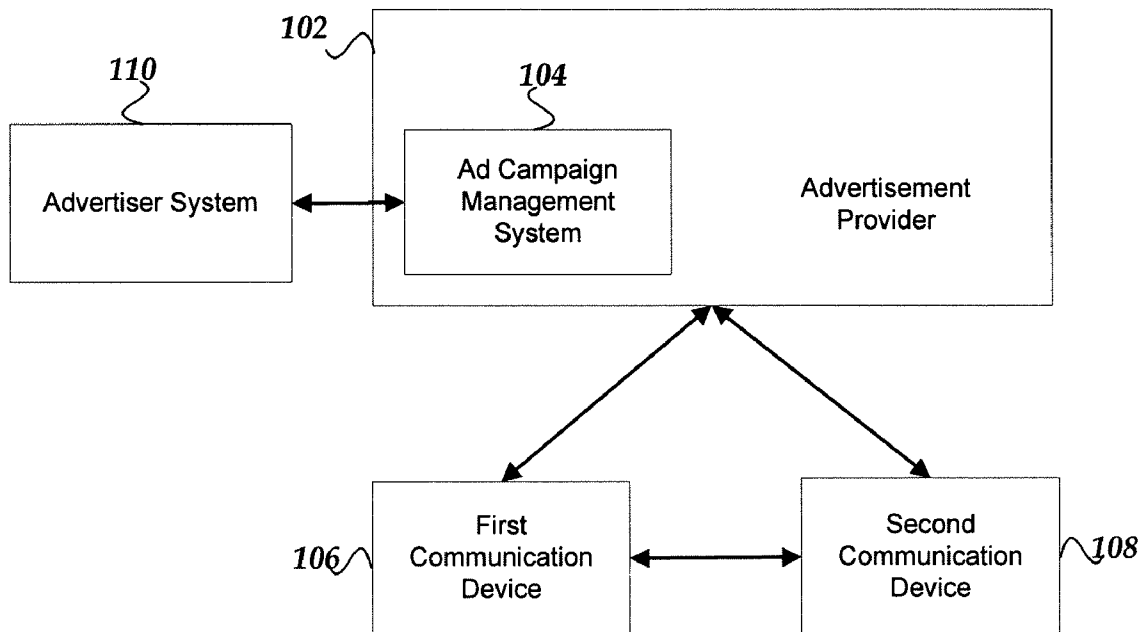 102
110
104
Advertiser System
Ad Campaign
Management
System
Advertisement
Provider
First
Communication
Device
Second
Communication
Device
106
108